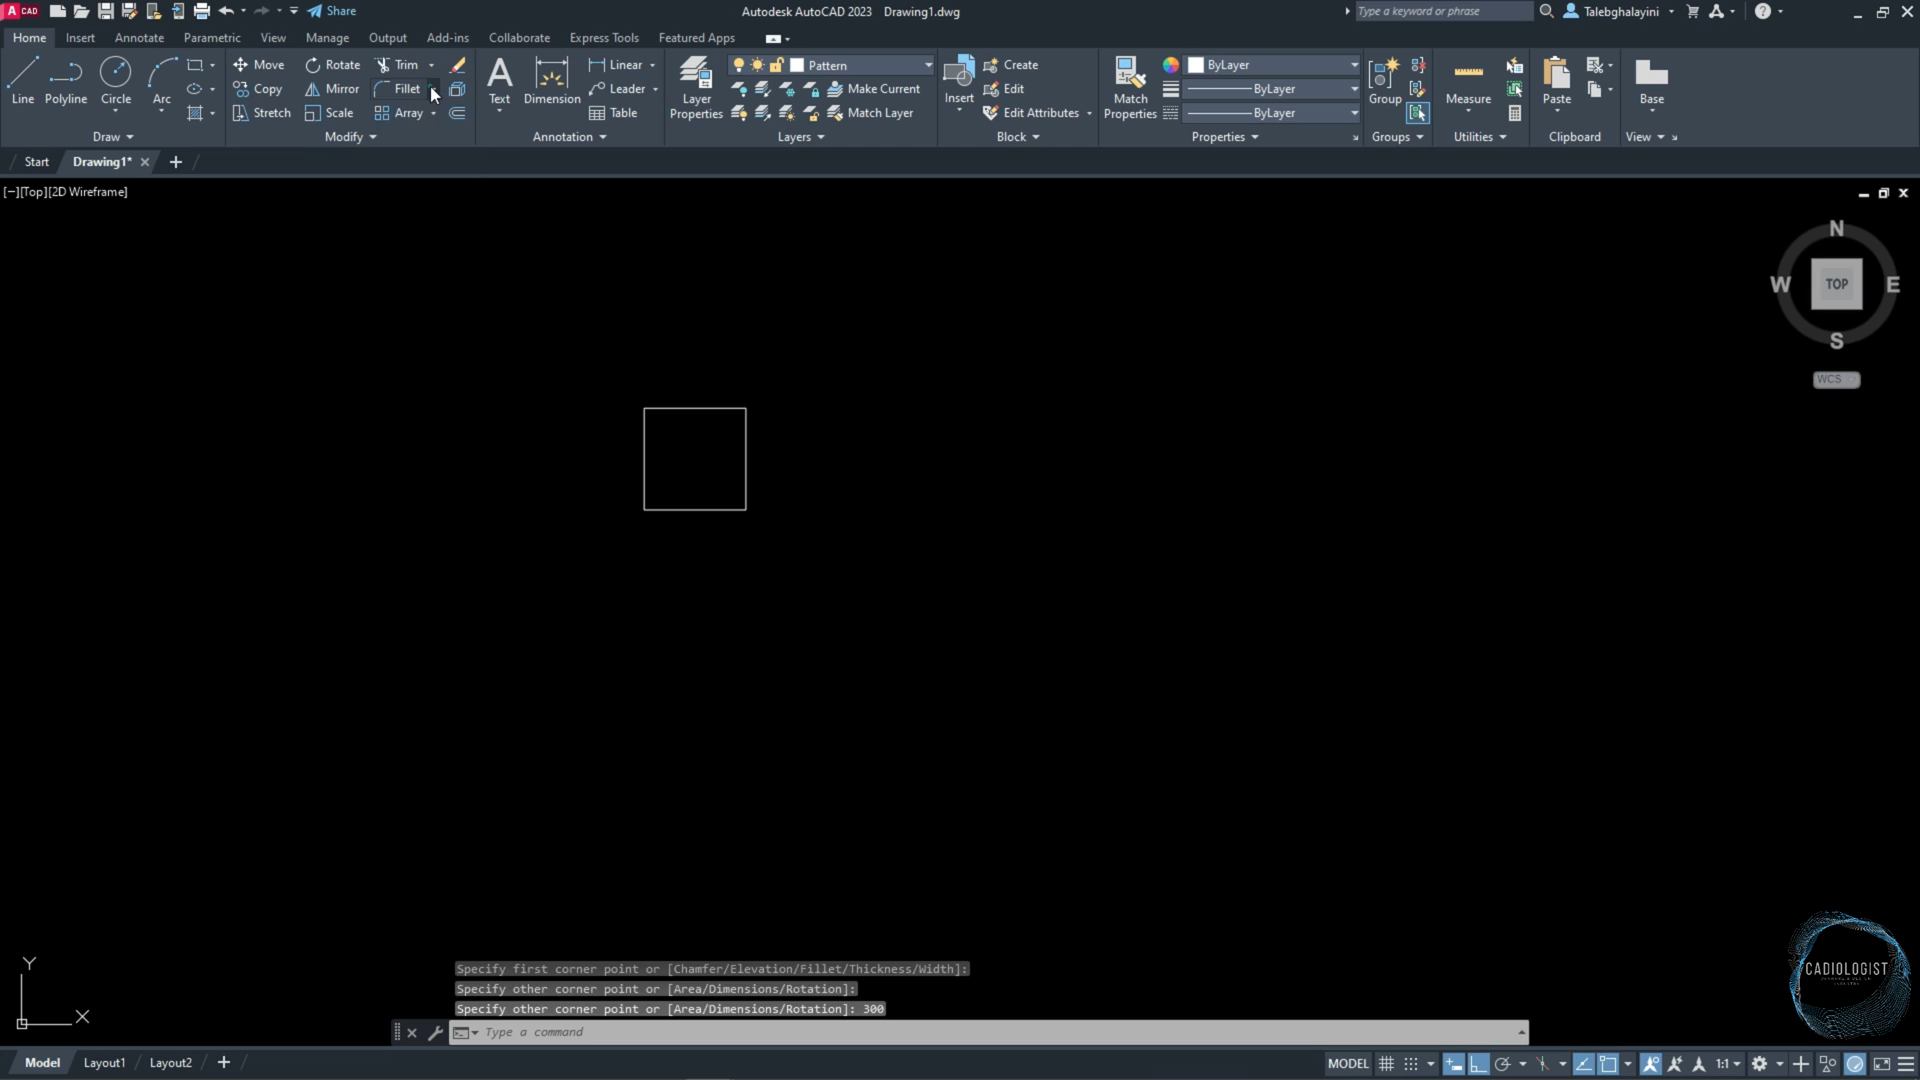 A CAD Share Autodesk AutoCAD 2023 Drawing1.dwg Type a keyword or phrase Talebghalayini
Home Insert Annotate Parametric View Manage Output Add-ins Collaborate Express Tools Featured Apps
Line Polyline Circle Arc
Draw
Move Rotate Trim
Copy Mirror Fillet
Stretch Scale Array
Modify
Text Dimension
Linear
Leader
Table
Annotation
Layer
Properties
Pattern
Make Current
Match Layer
Layers
Insert
Create
Edit
Edit Attributes
Block
Match
Properties
ByLayer
ByLayer
ByLayer
Properties
Group
Groups
Measure
Utilities
Paste
Clipboard
Base
View
Start Drawing1*
[−][Top][2D Wireframe]
N
W TOP E
S
WCS
Y
X
Specify first corner point or [Chamfer/Elevation/Fillet/Thickness/Width]:
Specify other corner point or [Area/Dimensions/Rotation]:
Specify other corner point or [Area/Dimensions/Rotation]: 300
Type a command
CADIOLOGIST
Model Layout1 Layout2 MODEL 1:1